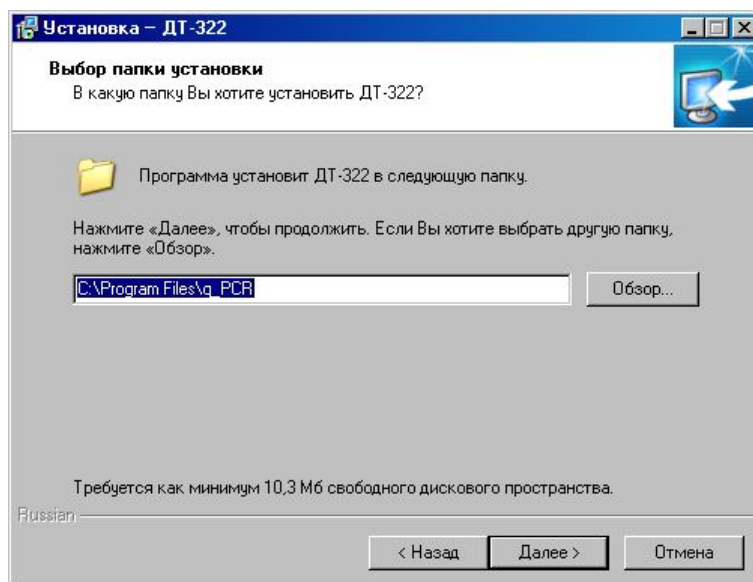 Установка – ДТ-322
Выбор папки установки
В какую папку Вы хотите установить ДТ-322?
Программа установит ДТ-322 в следующую папку.
Нажмите «Далее», чтобы продолжить. Если Вы хотите выбрать другую папку,
нажмите «Обзор».
C:\Program Files\q_PCR
Обзор...
Требуется как минимум 10,3 Мб свободного дискового пространства.
Russian
< Назад
Далее >
Отмена